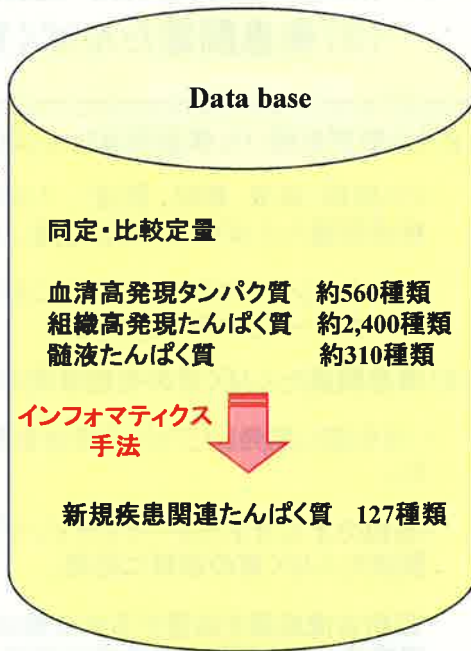 Data base
同定・比較定量
血清高発現タンパク質 約560種類
組織高発現たんぱく質 約2,400種類
髄液たんぱく質 約310種類
インフォマティクス
手法
新規疾患関連たんぱく質 127種類